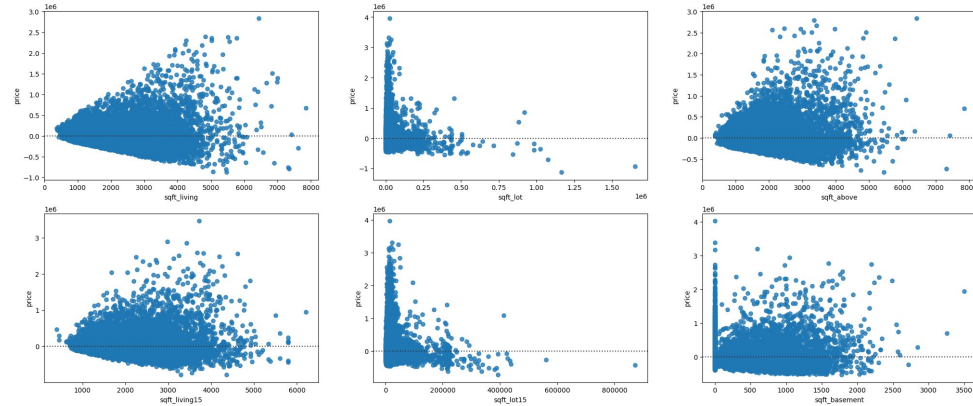 1e6
3.0
2.5
2.0
1.5
1.0
0.5
0.0
−0.5
−1.0
price
0 1000 2000 3000 4000 5000 6000 7000 8000
sqft_living
1e6
4
3
2
1
0
−1
price
0.00 0.25 0.50 0.75 1.00 1.25 1.50
1e6
sqft_lot
1e6
3.0
2.5
2.0
1.5
1.0
0.5
0.0
−0.5
price
0 1000 2000 3000 4000 5000 6000 7000 8000
sqft_above
1e6
3
2
1
0
price
1000 2000 3000 4000 5000 6000
sqft_living15
1e6
4
3
2
1
0
price
0 200000 400000 600000 800000
sqft_lot15
1e6
4
3
2
1
0
price
0 500 1000 1500 2000 2500 3000 3500
sqft_basement